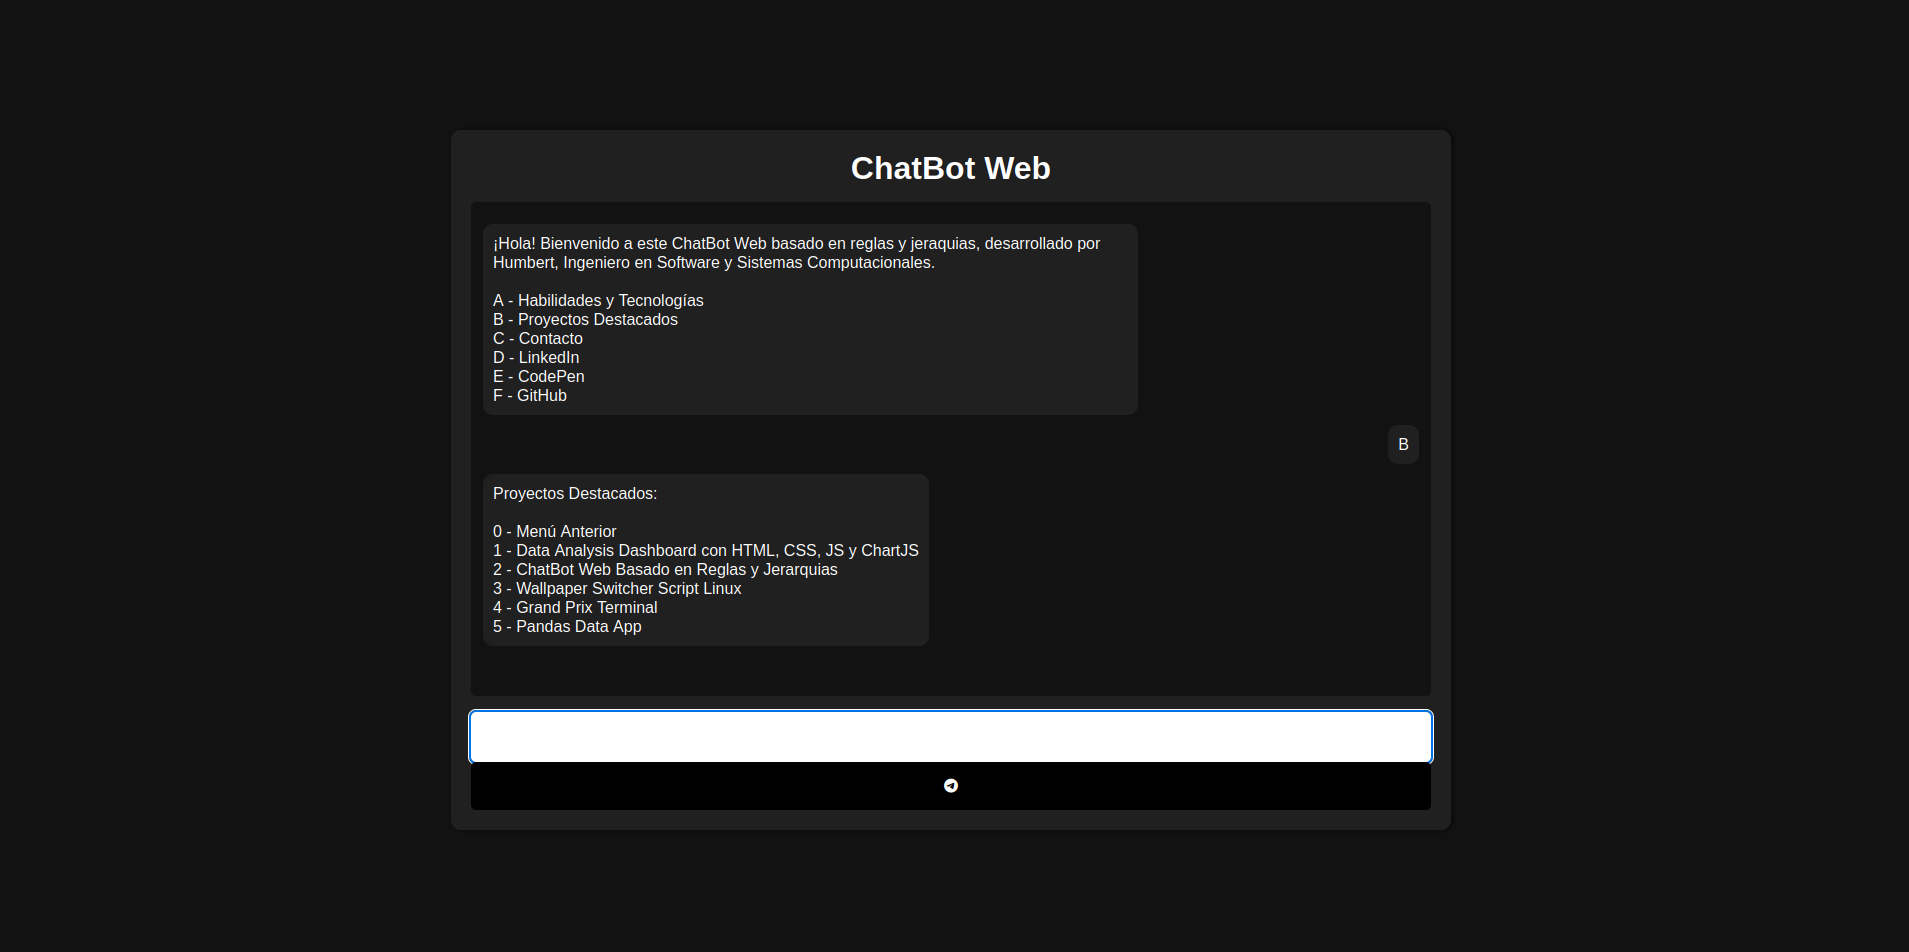 ChatBot Web
¡Hola! Bienvenido a este ChatBot Web basado en reglas y jeraquias, desarrollado por
Humbert, Ingeniero en Software y Sistemas Computacionales.
A - Habilidades y Tecnologías
B - Proyectos Destacados
C - Contacto
D - LinkedIn
E - CodePen
F - GitHub
B
Proyectos Destacados:
0 - Menú Anterior
1 - Data Analysis Dashboard con HTML, CSS, JS y ChartJS
2 - ChatBot Web Basado en Reglas y Jerarquias
3 - Wallpaper Switcher Script Linux
4 - Grand Prix Terminal
5 - Pandas Data App